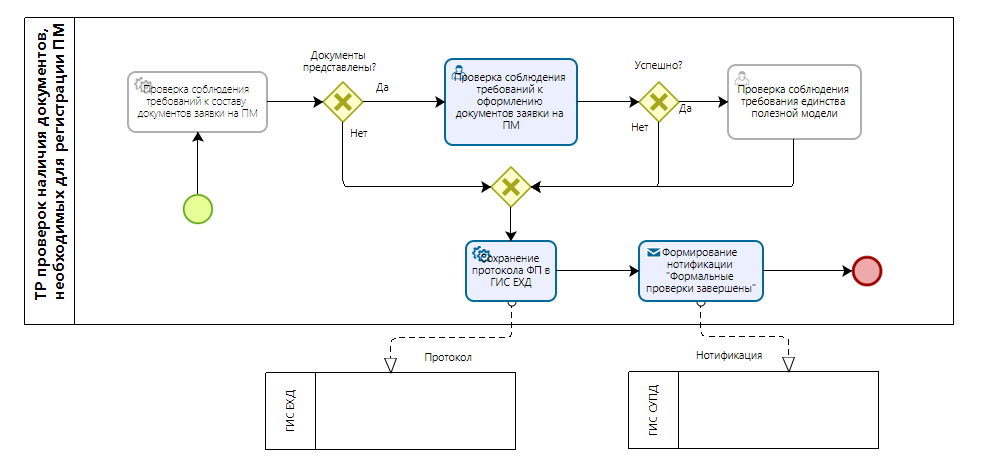 ТР проверок наличия документов,
необходимых для регистрации ПМ
Проверка соблюдения
требований к составу
документов заявки на ПМ
Документы
представлены?
Да
Нет
Проверка соблюдения
требований к
оформлению
документов заявки на
ПМ
Успешно?
Да
Нет
Проверка соблюдения
требования единства
полезной модели
Сохранение
протокола ФП в
ГИС ЕХД
Формирование
нотификации
"Формальные
проверки завершены"
Протокол
Нотификация
ГИС ЕХД
ГИС СУПД